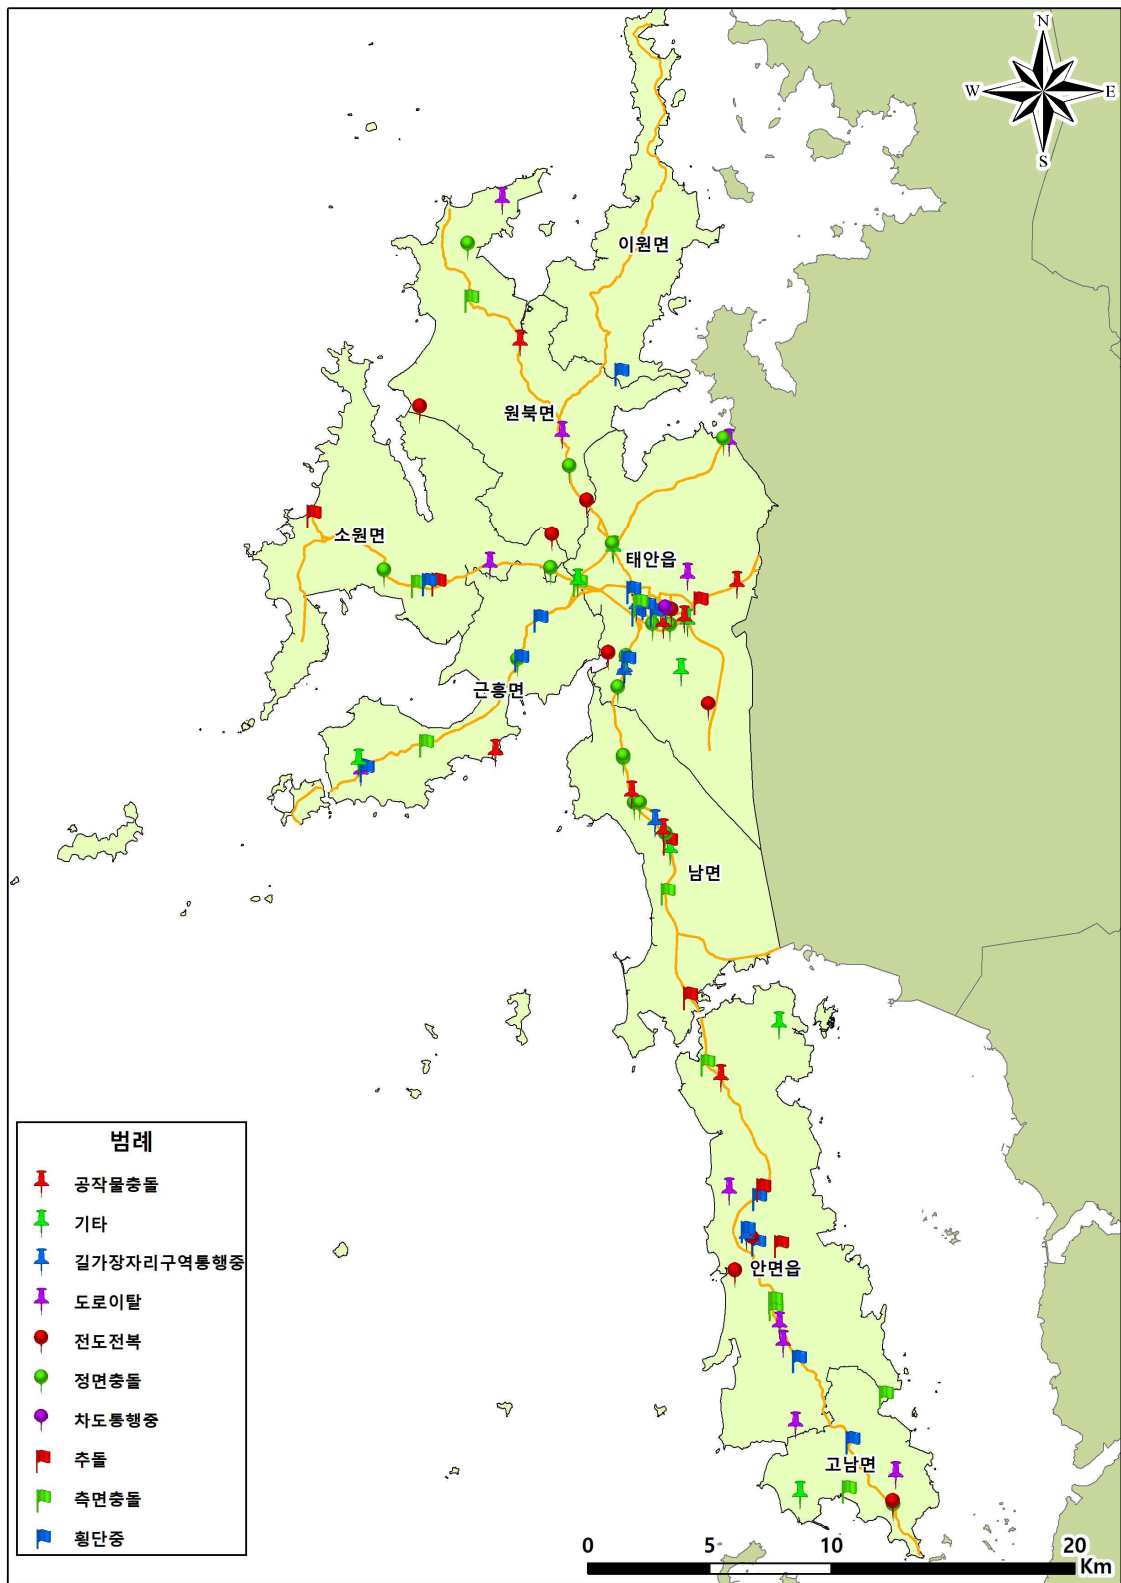 N
W
E
S
이원면
원북면
소원면
태안읍
근흥면
남면
안면읍
고남면
범례
공작물충돌
기타
길가장자리구역통행중
도로이탈
전도전복
정면충돌
차도통행중
추돌
측면충돌
횡단중
0 5 10 20
Km